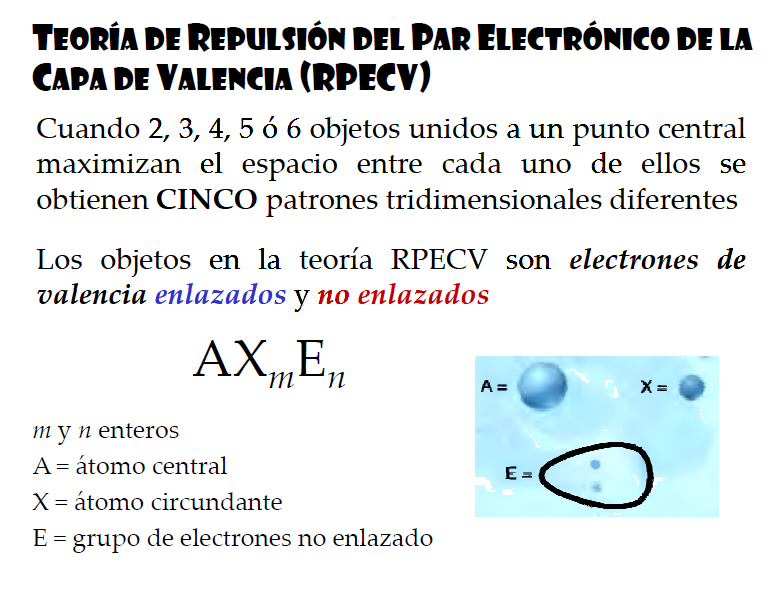 TEORÍA DE REPULSIÓN DEL PAR ELECTRÓNICO DE LA
CAPA DE VALENCIA (RPECV)
Cuando 2, 3, 4, 5 ó 6 objetos unidos a un punto central
maximizan el espacio entre cada uno de ellos se
obtienen CINCO patrones tridimensionales diferentes
Los objetos en la teoría RPECV son electrones de
valencia enlazados y no enlazados
AXmEn
A =
X =
E =
m y n enteros
A = átomo central
X = átomo circundante
E = grupo de electrones no enlazado